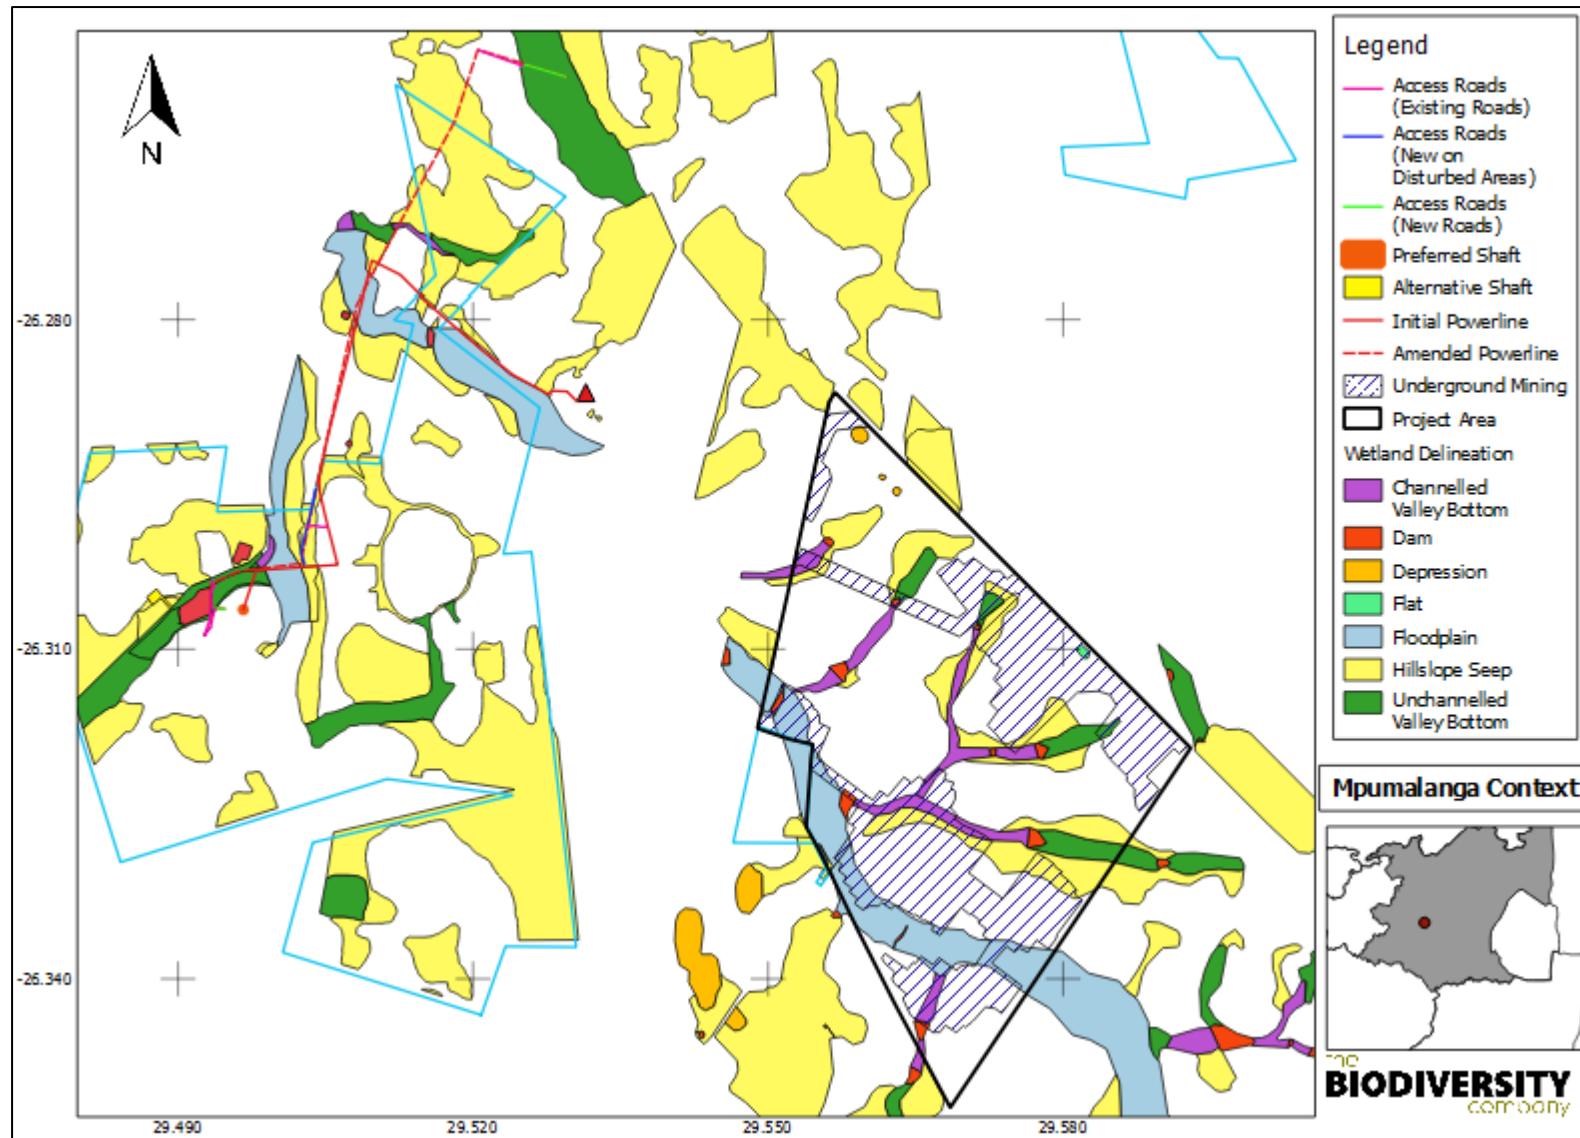 N
-26.280
-26.310
-26.340
29.490
29.520
29.550
29.580
Legend
Access Roads
(Existing Roads)
Access Roads
(New on
Disturbed Areas)
Access Roads
(New Roads)
Preferred Shaft
Alternative Shaft
Initial Powerline
Amended Powerline
Underground Mining
Project Area
Wetland Delineation
Channelled
Valley Bottom
Dam
Depression
Flat
Floodplain
Hillslope Seep
Unchannelled
Valley Bottom
Mpumalanga Context
the
BIODIVERSITY
company